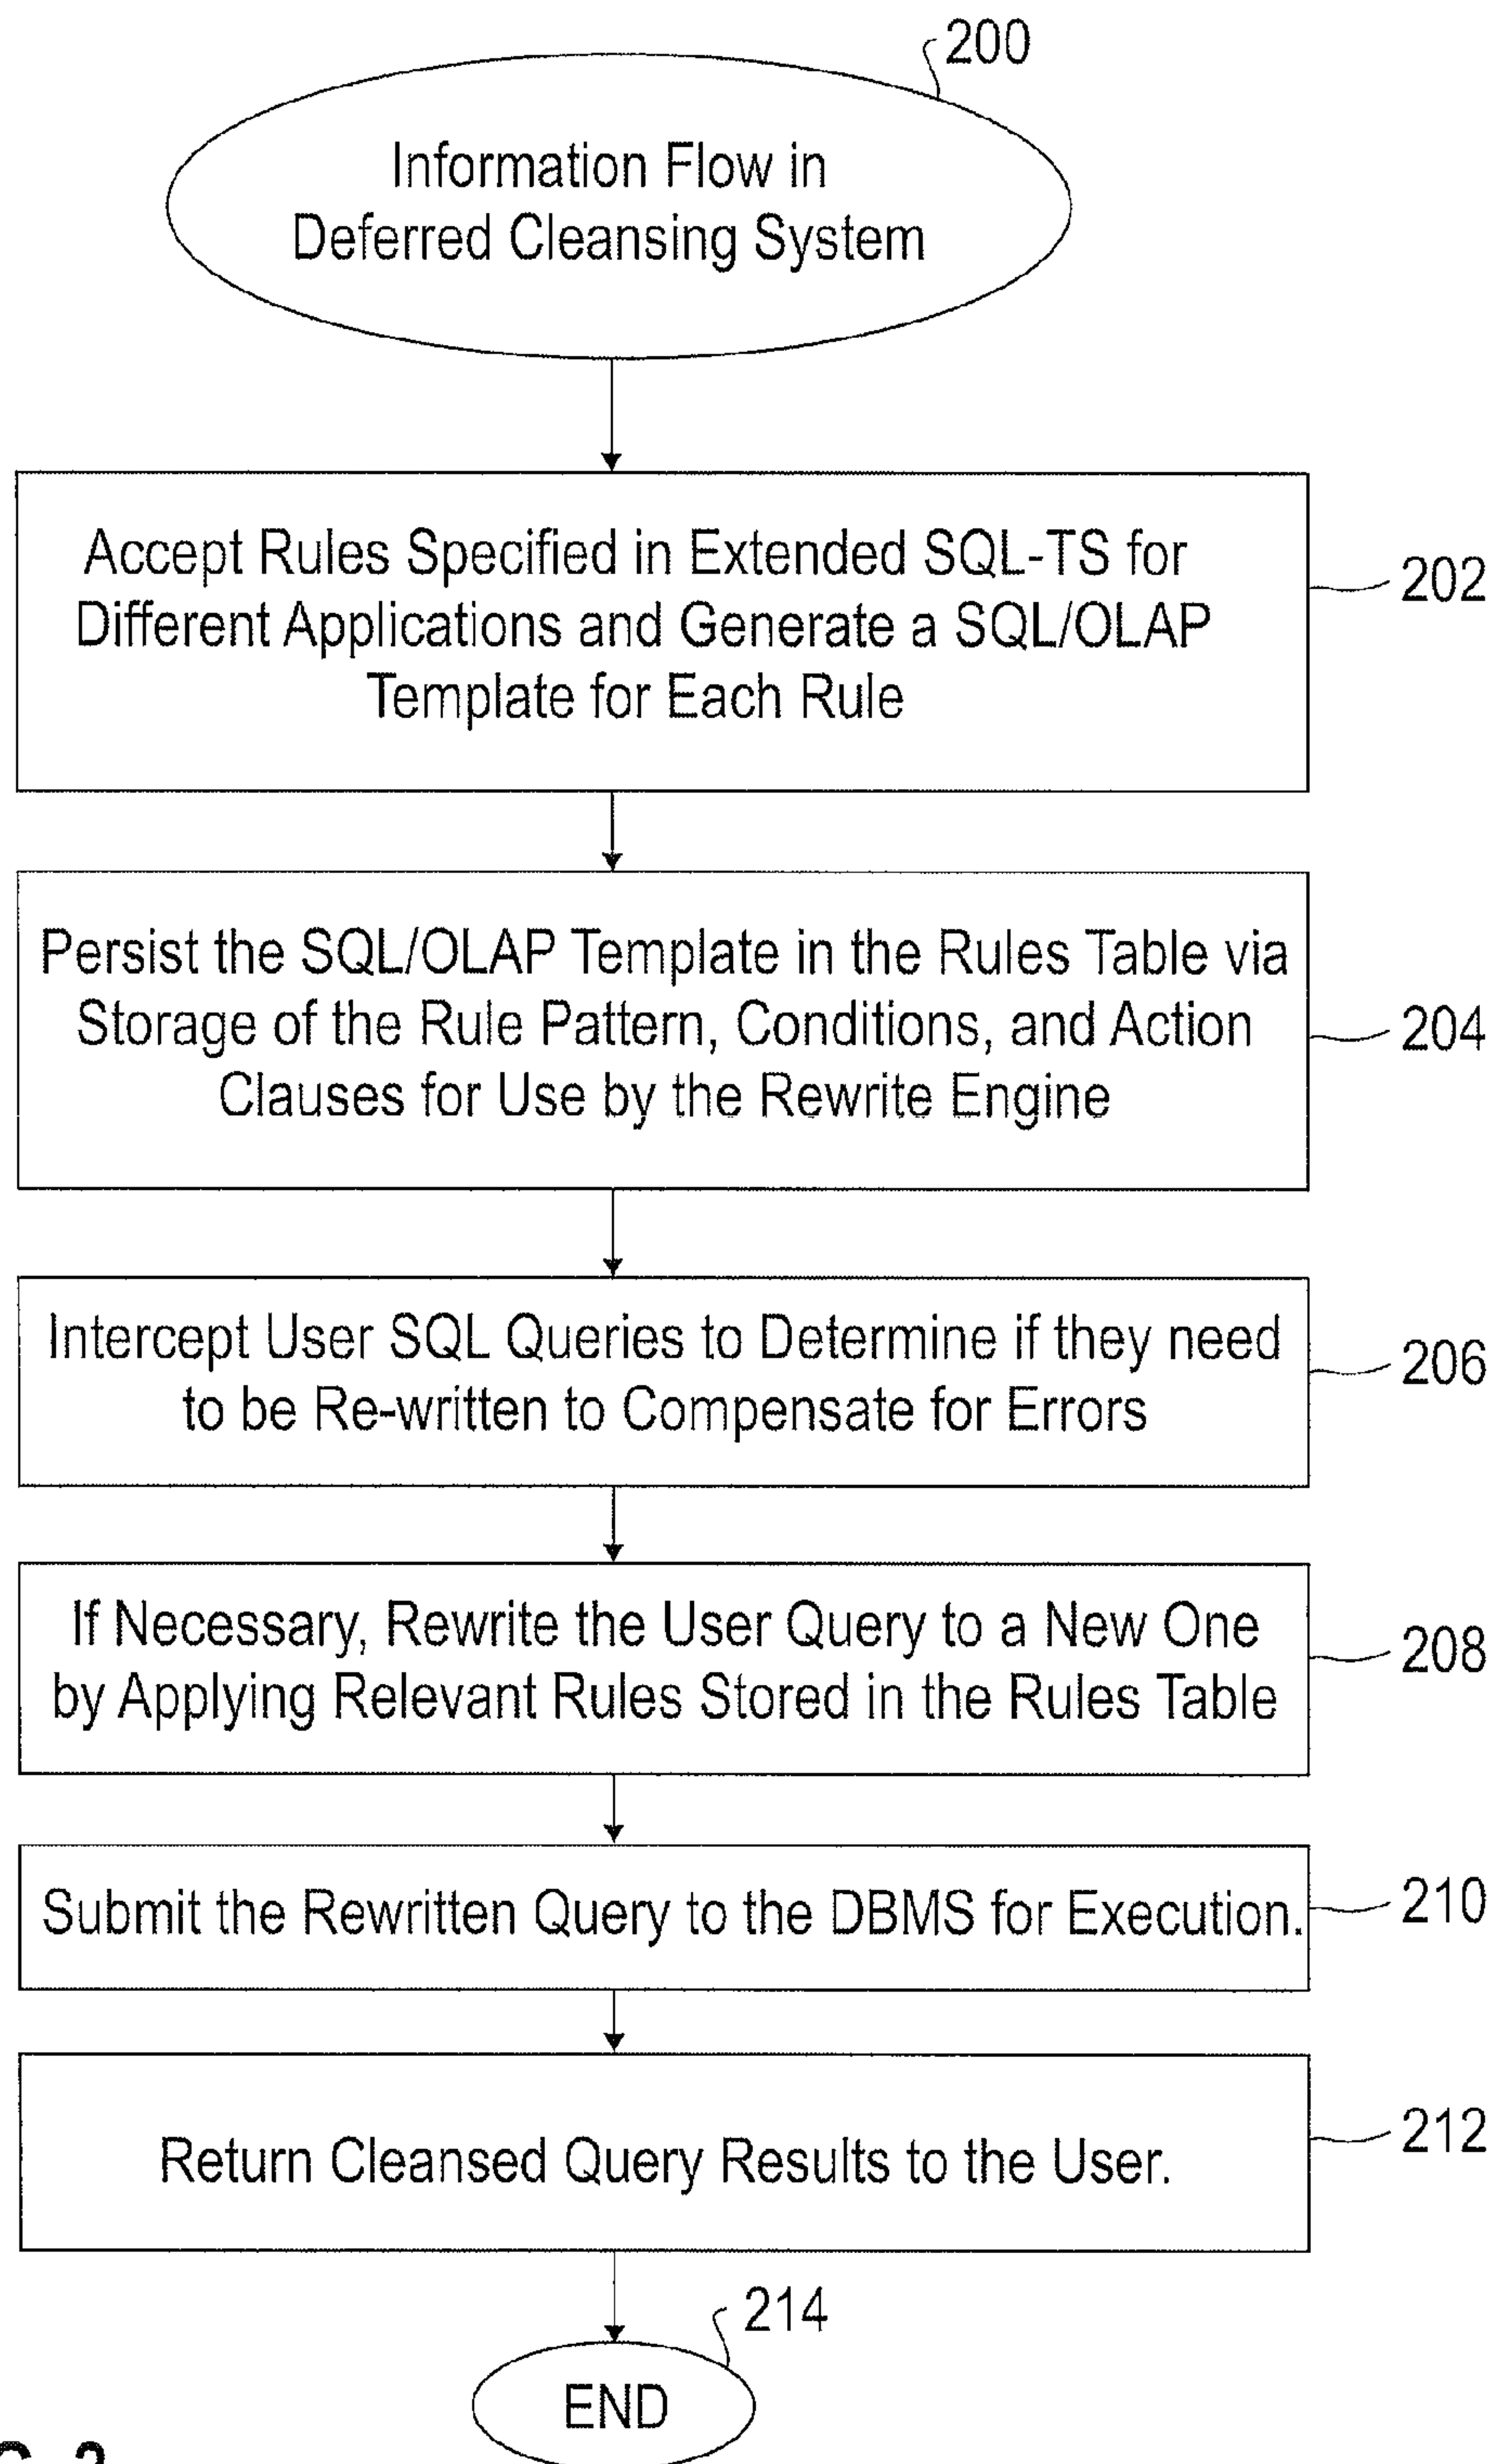 200
Information Flow in
Deferred Cleansing System
Accept Rules Specified in Extended SQL-TS for
Different Applications and Generate a SQL/OLAP
Template for Each Rule
202
Persist the SQL/OLAP Template in the Rules Table via
Storage of the Rule Pattern, Conditions, and Action
Clauses for Use by the Rewrite Engine
204
Intercept User SQL Queries to Determine if they need
to be Re-written to Compensate for Errors
206
If Necessary, Rewrite the User Query to a New One
by Applying Relevant Rules Stored in the Rules Table
208
Submit the Rewritten Query to the DBMS for Execution.
210
Return Cleansed Query Results to the User.
212
214
END